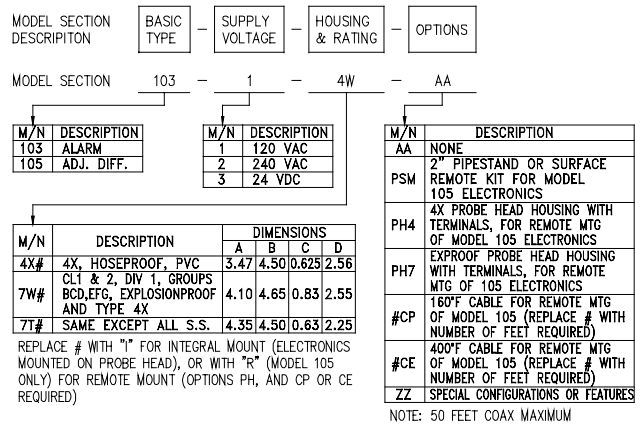 MODEL SECTION DESCRIPITON
BASIC TYPE – SUPPLY VOLTAGE – HOUSING & RATING – OPTIONS
MODEL SECTION 103 – 1 – 4W – AA
M/N DESCRIPTION
103 ALARM
105 ADJ. DIFF.
M/N DESCRIPTION
1 120 VAC
2 240 VAC
3 24 VDC
M/N DESCRIPTION DIMENSIONS
A B C D
4X# 4X, HOSEPROOF, PVC 3.47 4.50 0.625 2.56
7W# CL1 & 2, DIV 1, GROUPS
BCD,EFG, EXPLOSIONPROOF
AND TYPE 4X 4.10 4.65 0.83 2.55
7T# SAME EXCEPT ALL S.S. 4.35 4.50 0.63 2.25
REPLACE # WITH "I" FOR INTEGRAL MOUNT (ELECTRONICS
MOUNTED ON PROBE HEAD), OR WITH "R" (MODEL 105
ONLY) FOR REMOTE MOUNT (OPTIONS PH, AND CP OR CE
REQUIRED)
M/N DESCRIPTION
AA NONE
PSM 2" PIPESTAND OR SURFACE
REMOTE KIT FOR MODEL
105 ELECTRONICS
PH4 4X PROBE HEAD HOUSING WITH
TERMINALS, FOR REMOTE MTG
OF MODEL 105 ELECTRONICS
PH7 EXPROOF PROBE HEAD HOUSING
WITH TERMINALS, FOR REMOTE
MTG OF 105 ELECTRONICS
#CP 160°F CABLE FOR REMOTE MTG
OF MODEL 105 (REPLACE # WITH
NUMBER OF FEET REQUIRED)
#CE 400°F CABLE FOR REMOTE MTG
OF MODEL 105 (REPLACE # WITH
NUMBER OF FEET REQUIRED)
ZZ SPECIAL CONFIGURATIONS OR FEATURES
NOTE: 50 FEET COAX MAXIMUM